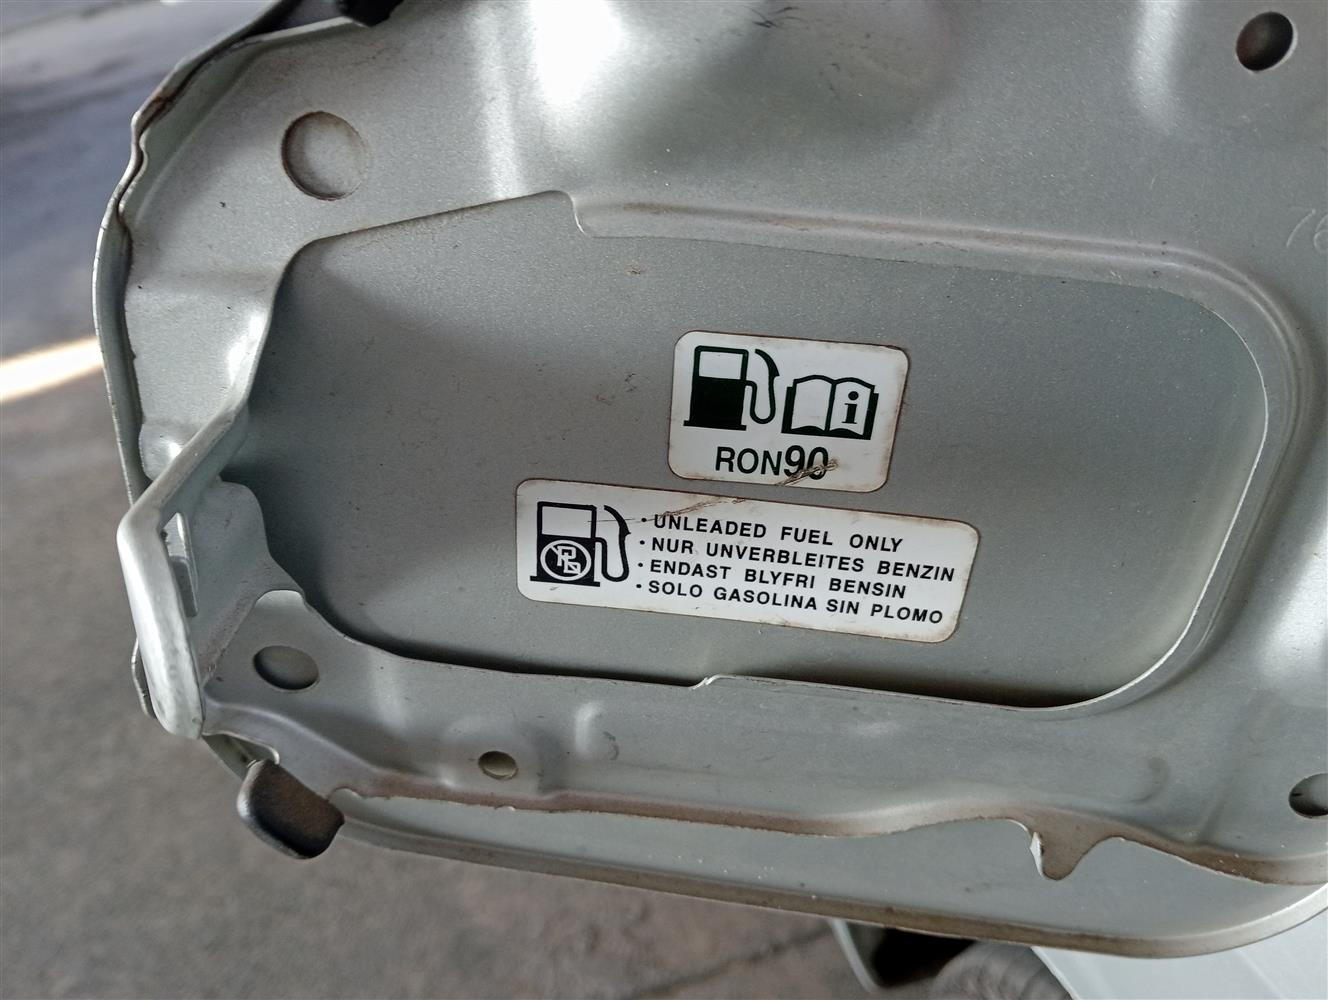 RON90
· UNLEADED FUEL ONLY
· NUR UNVERBLEITES BENZIN
· ENDAST BLYFRI BENSIN
· SOLO GASOLINA SIN PLOMO